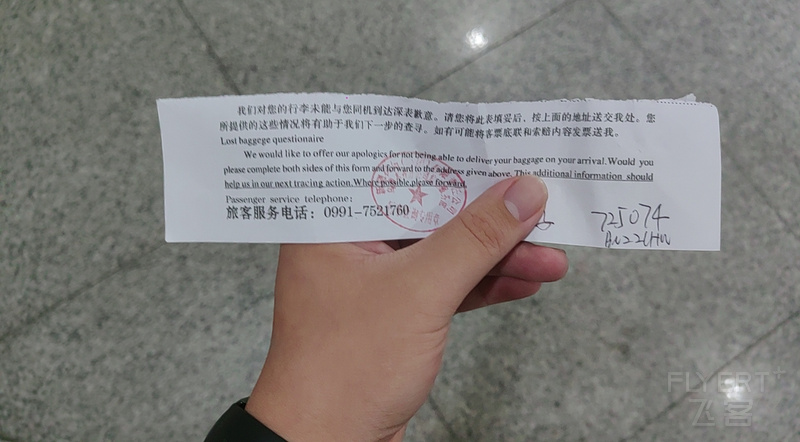 我们对您的行李未能与您同机到达深表歉意。请您将此表填妥后，按上面的地址送交我处。您
所提供的这些情况将有助于我们下一步的查寻。如有可能将客票底联和索赔内容发票送我。
Lost baggege questionaire
We would like to offer our apologics for not being able to deliver your baggage on your arrival. Would you
please complete both sides of this form and forward to the address given above. This additional information should
help us in our next tracing action.Where possible,please forward.
Passenger service telephone:
旅客服务电话：0991-7521760
725074
FLYERT
飞客